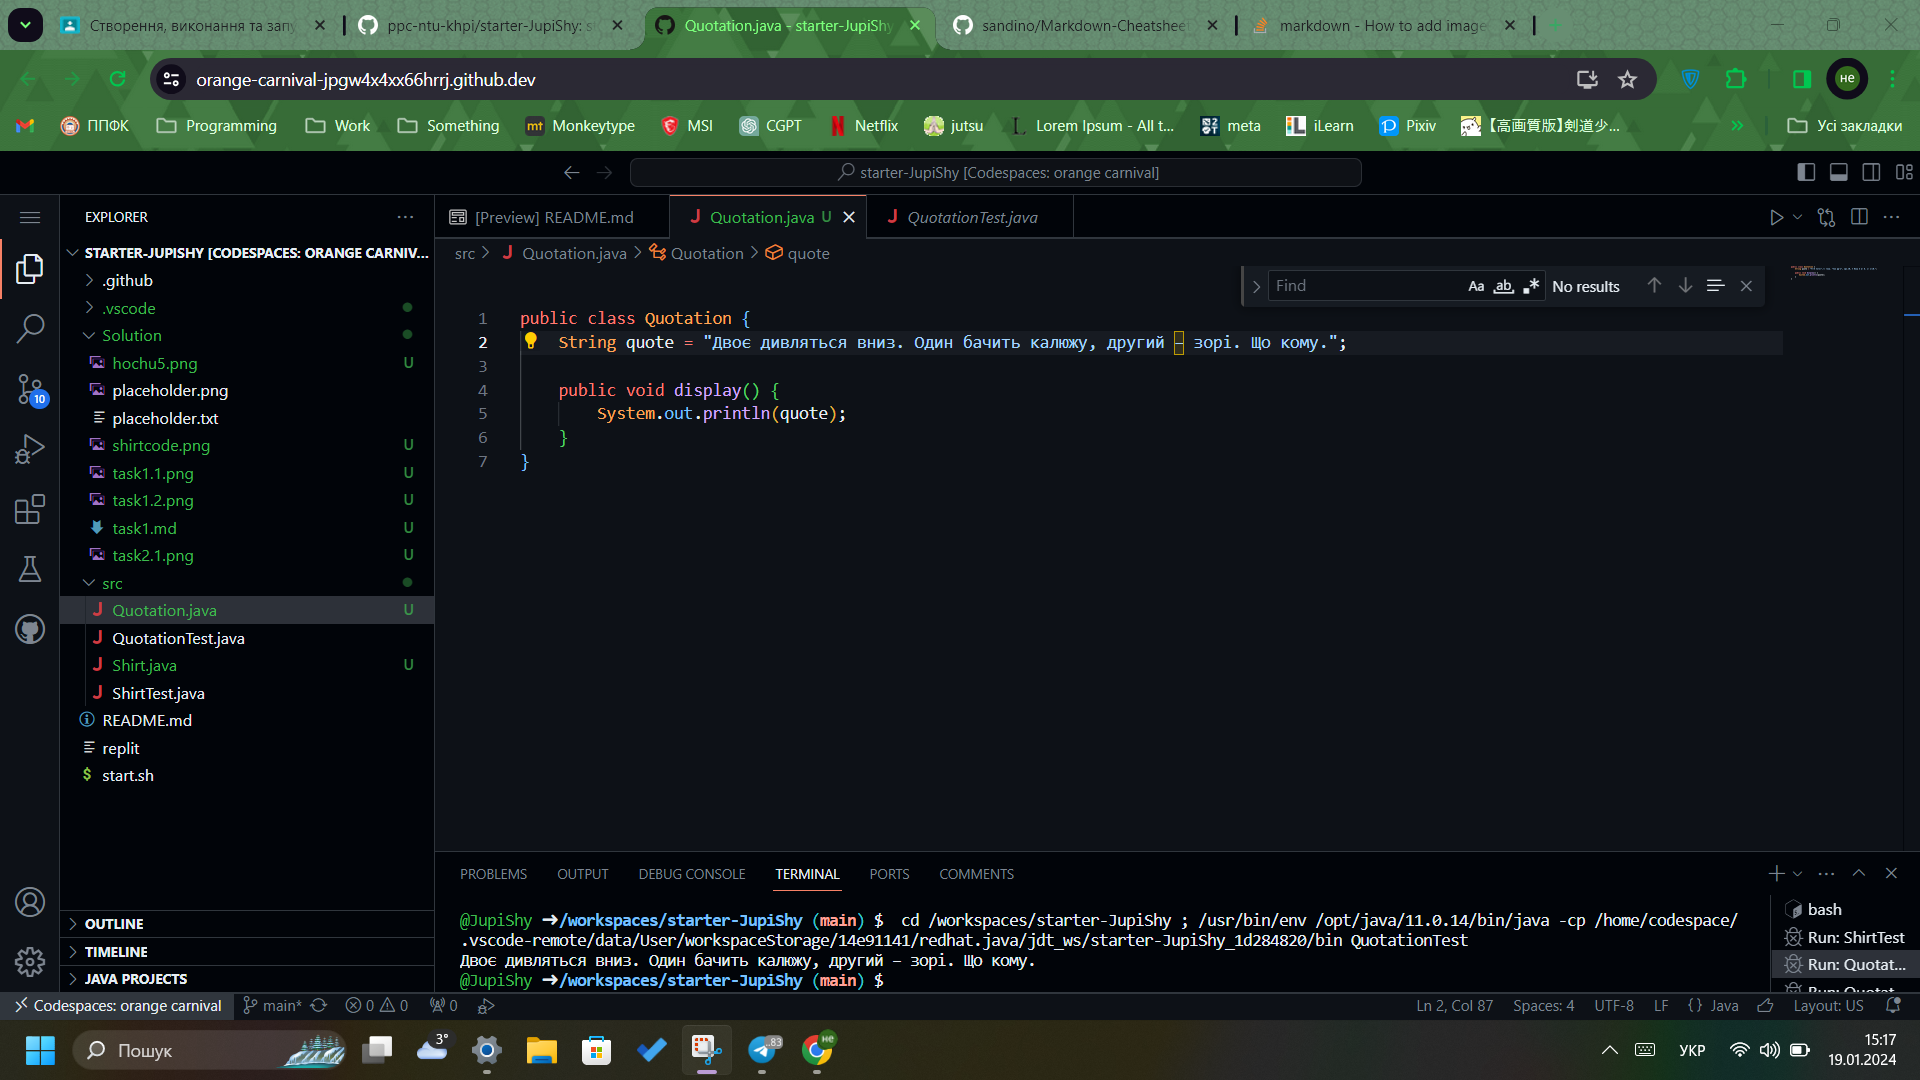 Створення, виконання та запу
ppc-ntu-khpi/starter-JupiShy: s
Quotation.java - starter-JupiShy
sandino/Markdown-Cheatshee
markdown - How to add image
orange-carnival-jpgw4x4xx66hrrj.github.dev
не
ППФК
Programming
Work
Something
mt Monkeytype
MSI
CGPT
Netflix
jutsu
Lorem Ipsum - All t...
meta
iLearn
Pixiv
【高画質版】剣道少...
»
Усі закладки
starter-JupiShy [Codespaces: orange carnival]
EXPLORER
STARTER-JUPISHY [CODESPACES: ORANGE CARNIV...
.github
.vscode
Solution
hochu5.png U
placeholder.png
placeholder.txt
shirtcode.png U
task1.1.png U
task1.2.png U
task1.md U
task2.1.png U
src
Quotation.java U
QuotationTest.java
Shirt.java U
ShirtTest.java
README.md
replit
start.sh
OUTLINE
TIMELINE
JAVA PROJECTS
10
[Preview] README.md
Quotation.java U
QuotationTest.java
src > Quotation.java > Quotation > quote
Find
Aa ab .* No results
1 public class Quotation {
2 String quote = "Двоє дивляться вниз. Один бачить калюжу, другий – зорі. Що кому.";
3
4 public void display() {
5 System.out.println(quote);
6 }
7 }
PROBLEMS OUTPUT DEBUG CONSOLE TERMINAL PORTS COMMENTS
@JupiShy ➜/workspaces/starter-JupiShy (main) $ cd /workspaces/starter-JupiShy ; /usr/bin/env /opt/java/11.0.14/bin/java -cp /home/codespace/
.vscode-remote/data/User/workspaceStorage/14e91141/redhat.java/jdt_ws/starter-JupiShy_1d284820/bin QuotationTest
Двоє дивляться вниз. Один бачить калюжу, другий – зорі. Що кому.
@JupiShy ➜/workspaces/starter-JupiShy (main) $
bash
Run: ShirtTest
Run: Quotat...
Run: Quotat...
Codespaces: orange carnival main* 0 0 0
Ln 2, Col 87 Spaces: 4 UTF-8 LF {} Java Layout: US
Пошук
3°
.83
не
УКР
15:17
19.01.2024